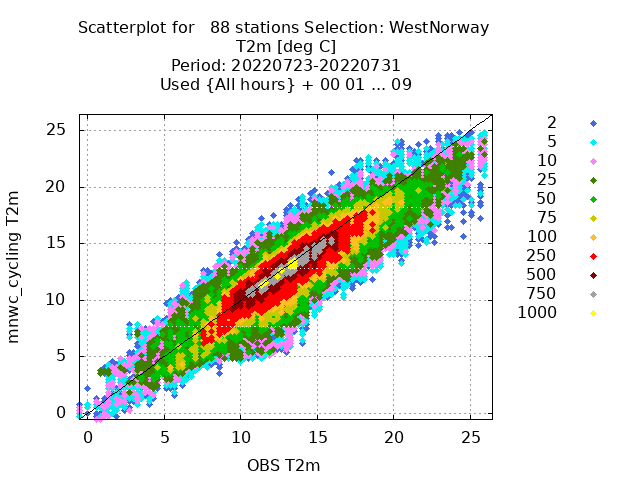 Scatterplot for   88 stations Selection: WestNorway
T2m [deg C]
Period: 20220723-20220731
Used {All hours} + 00 01 ... 09
mnwc_cycling T2m
25
20
15
10
5
0
0 5 10 15 20 25
OBS T2m
2
5
10
25
50
75
100
250
500
750
1000